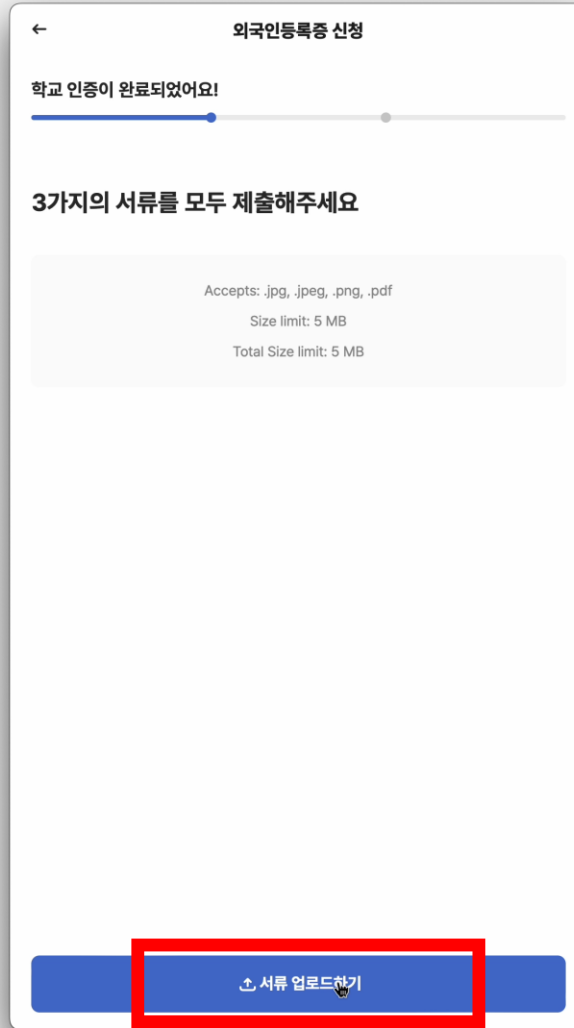 외국인등록증 신청
학교 인증이 완료되었어요!
3가지의 서류를 모두 제출해주세요
Accepts: .jpg, .jpeg, .png, .pdf
Size limit: 5 MB
Total Size limit: 5 MB
서류 업로드하기